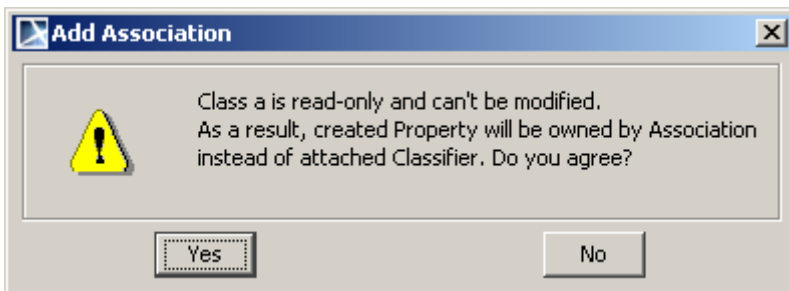 Add Association
Class a is read-only and can't be modified.
As a result, created Property will be owned by Association
instead of attached Classifier. Do you agree?
Yes
No